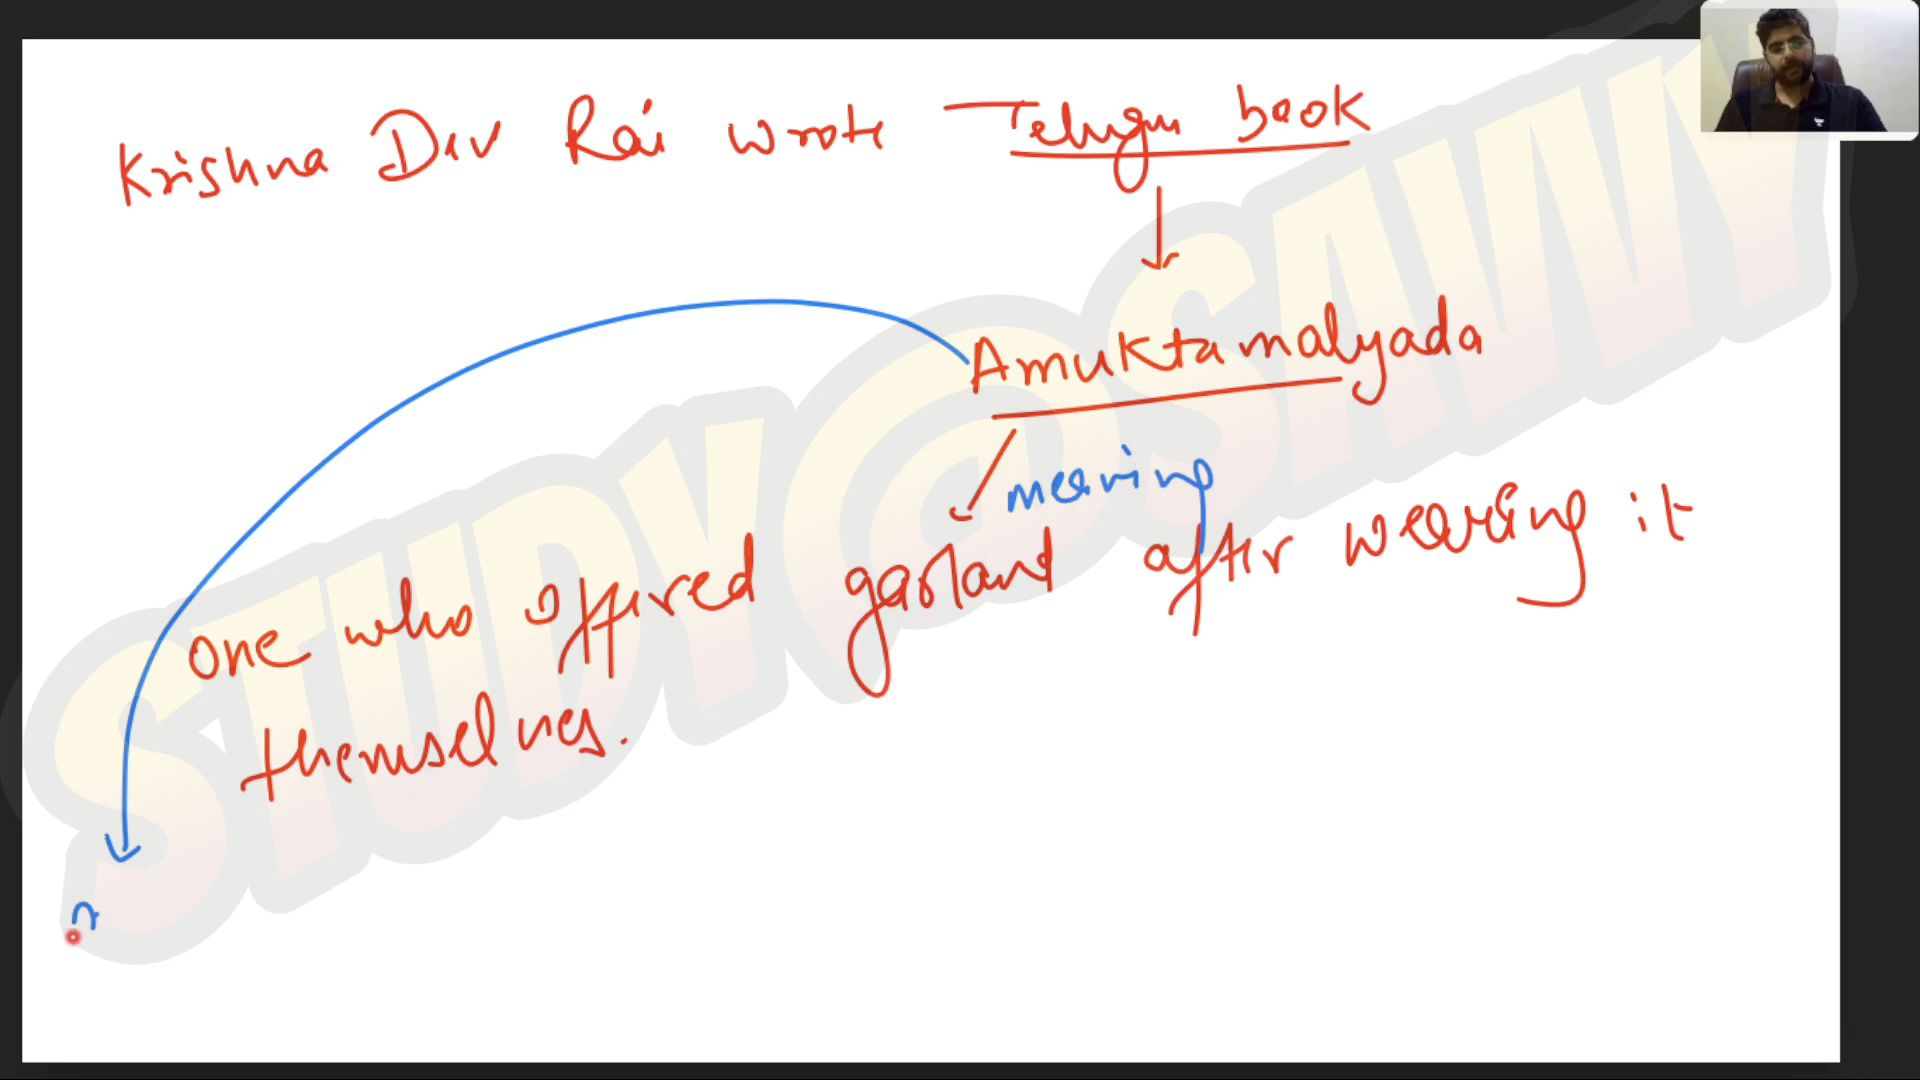 Krishna Dev Rai wrote Telugu book
Amuktamalyada
meaning
one who offered garland after wearing it
themselves.
STUDY@SAVVY